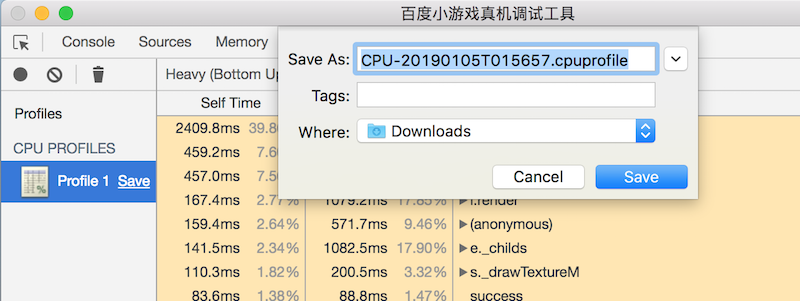 百度小游戏真机调试工具
Console Sources Memory
Save As: CPU-20190105T015657.cpuprofile
Tags:
Where: Downloads
Cancel Save
Heavy (Bottom Up
Profiles
CPU PROFILES
Profile 1 Save
Self Time
2409.8ms 39.80
459.2ms 7.60
457.0ms 7.50
167.4ms 2.77% 1079.2ms 17.85% r.render
159.4ms 2.64% 571.7ms 9.46% (anonymous)
141.5ms 2.34% 1082.5ms 17.90% e._childs
110.3ms 1.82% 200.5ms 3.32% s._drawTextureM
83.6ms 1.38% 88.8ms 1.47% success